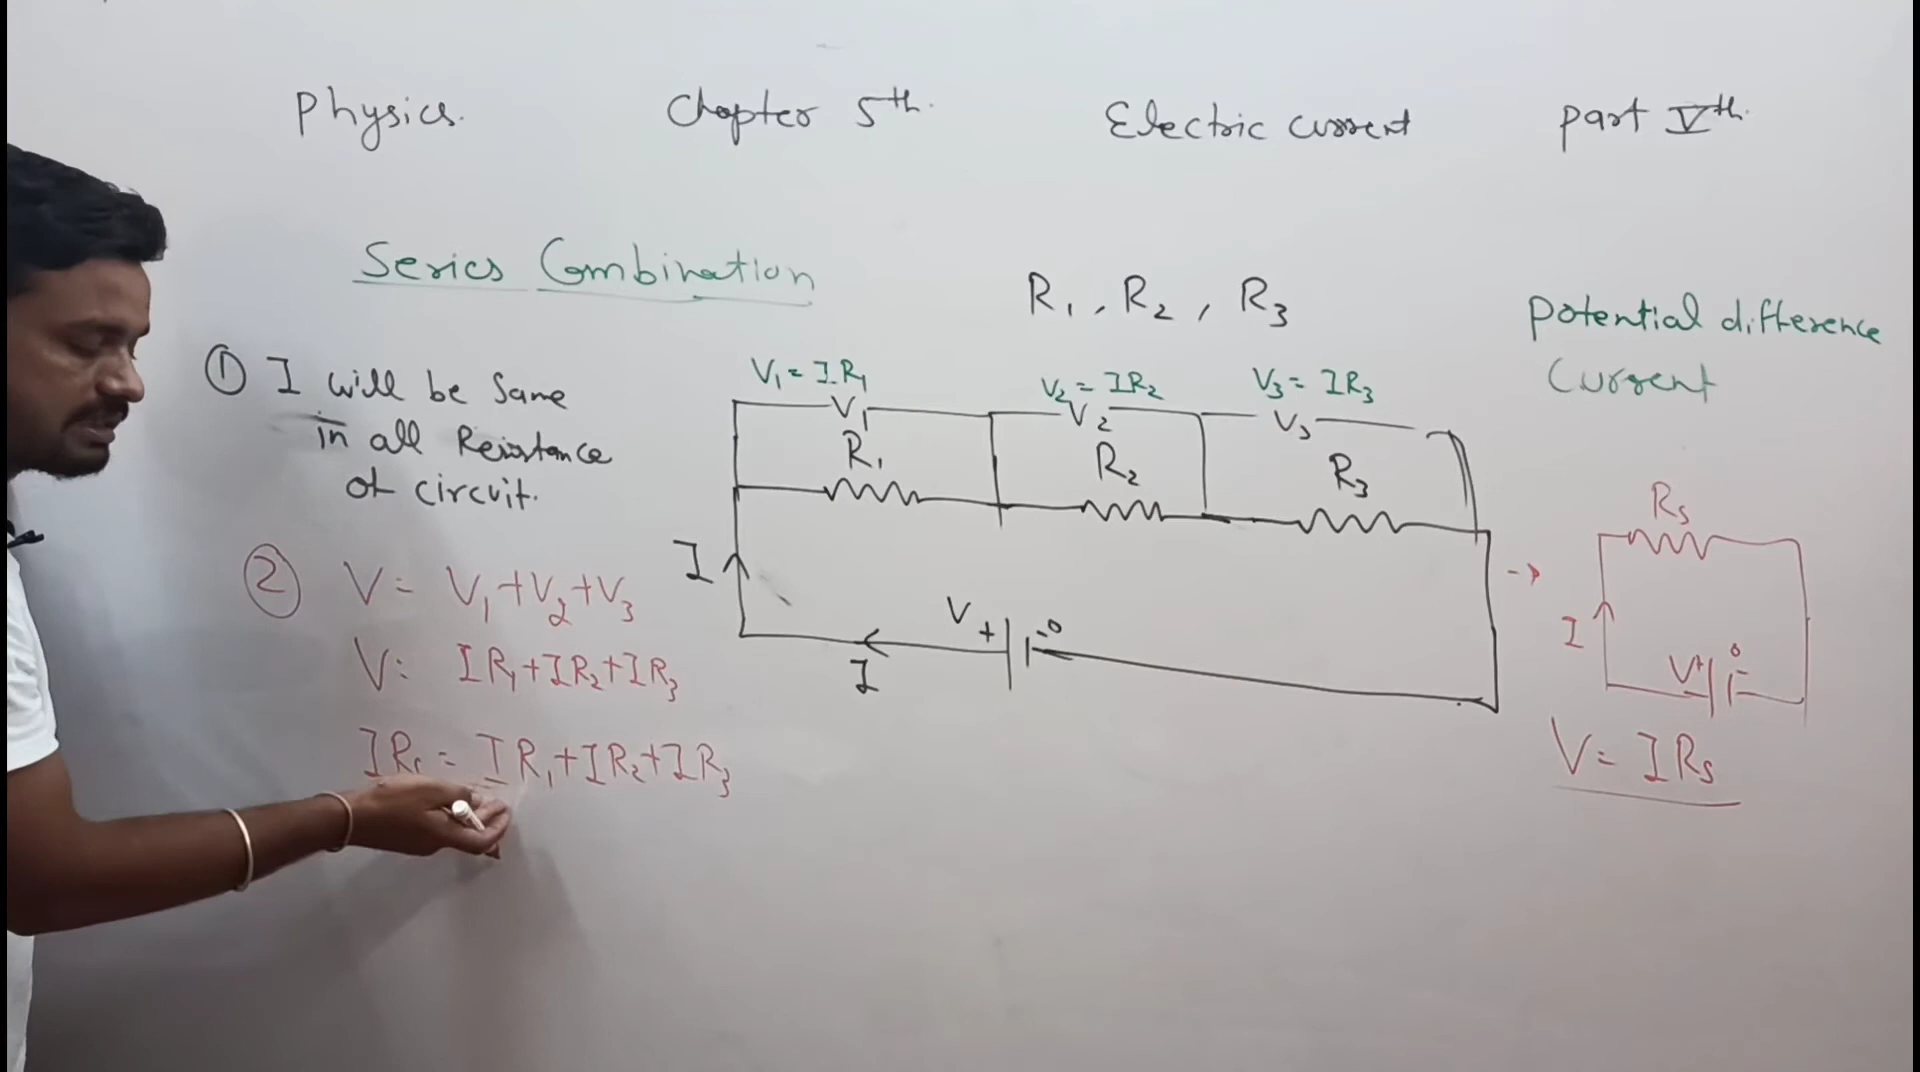 Physics. Chapter 5th. Electric current part Vth.
Series Combination
R1, R2, R3
Potential difference
Current
① I will be Same
in all Resistance
of circuit.
② V = V1+V2+V3
V: IR1+IR2+IR3
IRs = IR1+IR2+IR3
V1 = IR1
V2 = IR2
V3 = IR3
V1
V2
V3
R1
R2
R3
I
V + - 0
I
→
Rs
I
V + - 0
V = IRs